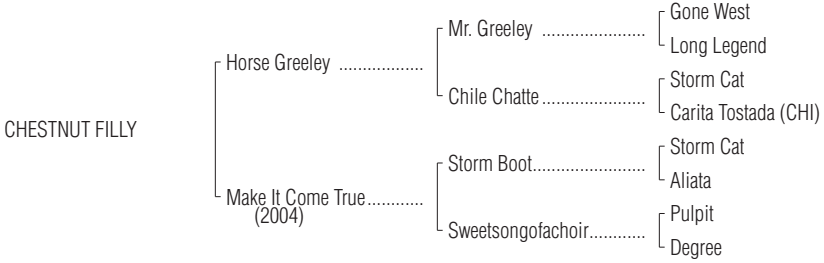 Gone West
Mr. Greeley ......................
Long Legend
Horse Greeley ..................
Storm Cat
Chile Chatte......................
Carita Tostada (CHI)
CHESTNUT FILLY
Storm Cat
Storm Boot........................
Aliata
Make It Come True............
(2004)
Pulpit
Sweetsongofachoir............
Degree